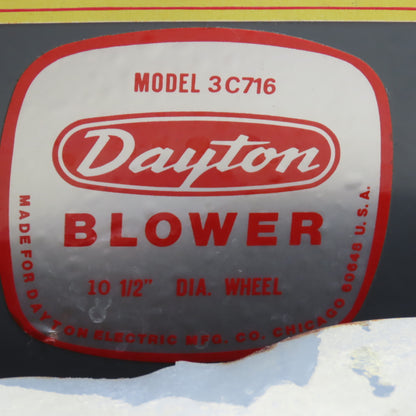 MODEL 3C716
Dayton
BLOWER
10 1/2" DIA. WHEEL
MADE FOR DAYTON ELECTRIC MFG. CO. CHICAGO 60648 U.S.A.